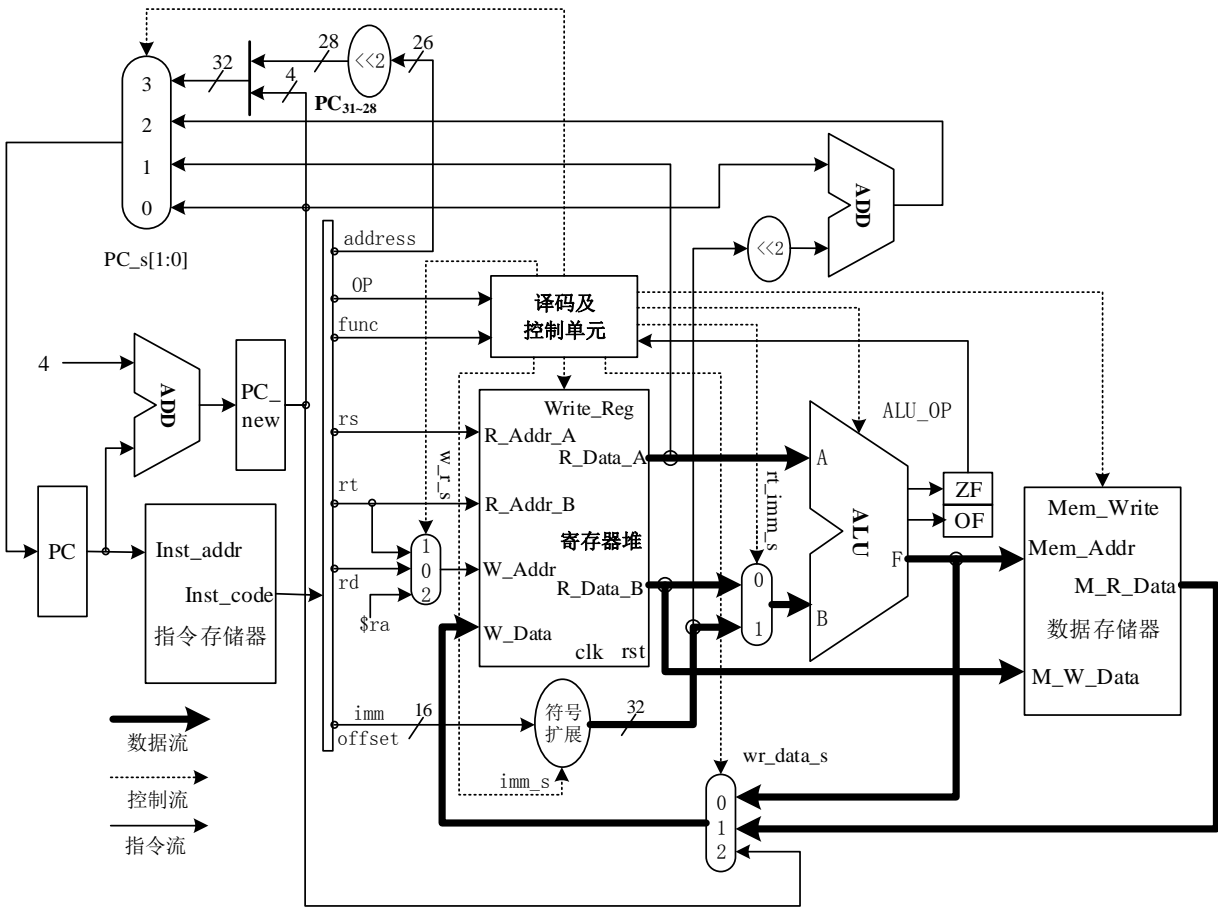 28
26
<<2
32
4
PC31~28
3
2
1
0
PC_s[1:0]
address
OP
func
译码及
控制单元
<<2
ADD
4
ADD
PC_
new
PC
Inst_addr
Inst_code
指令存储器
rs
rt
rd
$ra
w_r_s
1
0
2
Write_Reg
R_Addr_A
R_Data_A
R_Addr_B
寄存器堆
W_Addr
R_Data_B
W_Data
clk
rst
rt_imm_s
0
1
A
B
ALU
F
ALU_OP
ZF
OF
Mem_Write
Mem_Addr
M_R_Data
数据存储器
M_W_Data
imm
offset
16
符号
扩展
32
imm_s
wr_data_s
0
1
2
数据流
控制流
指令流